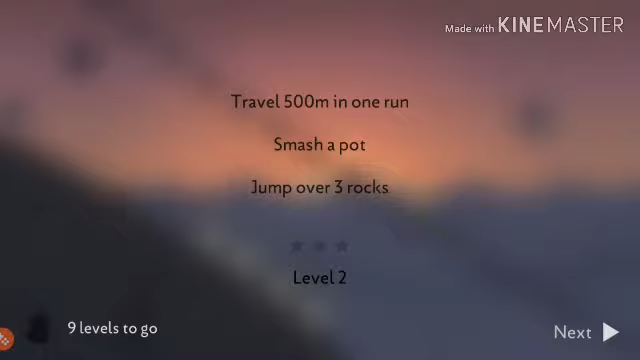 Made with KINEMASTER
Travel 500m in one run
Smash a pot
Jump over 3 rocks
Level 2
9 levels to go
Next